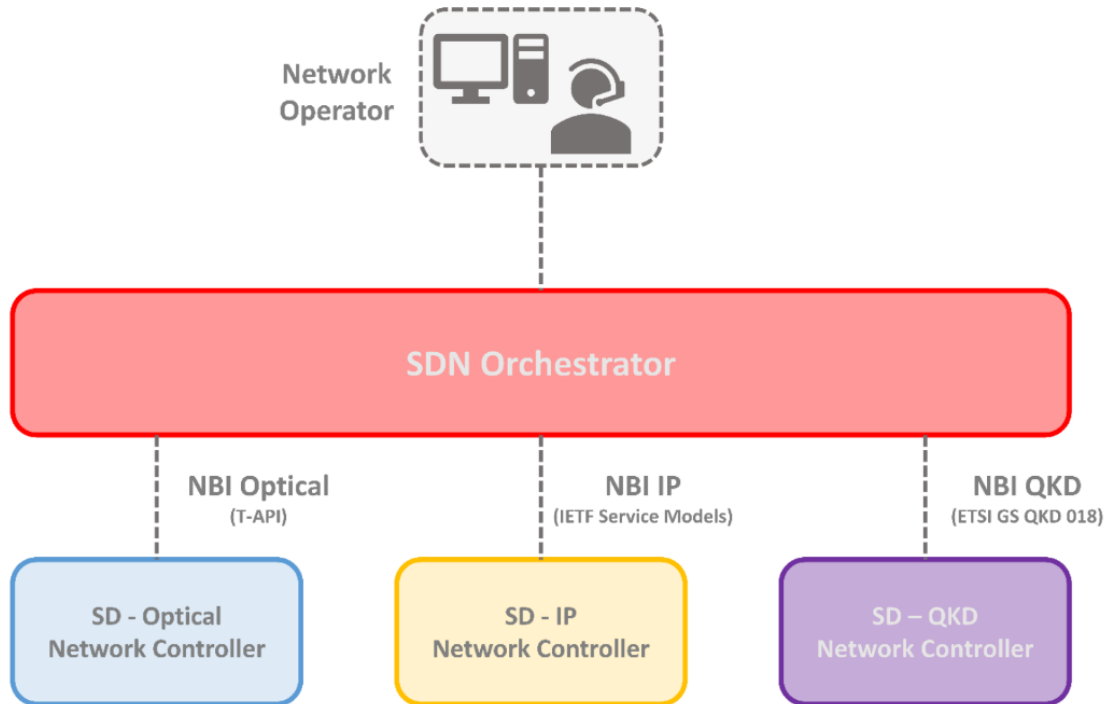 Network
Operator
SDN Orchestrator
NBI Optical
(T-API)
NBI IP
(IETF Service Models)
NBI QKD
(ETSI GS QKD 018)
SD - Optical
Network Controller
SD - IP
Network Controller
SD – QKD
Network Controller